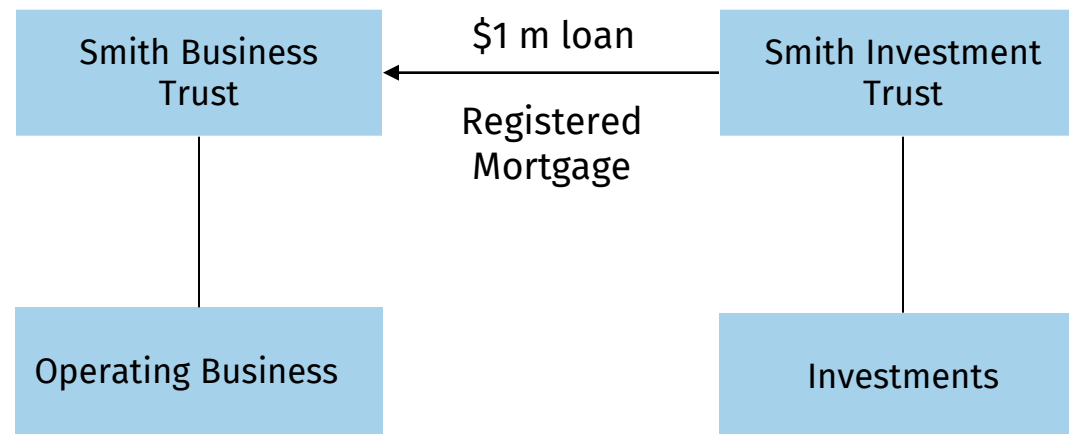 Smith Business
Trust
$1 m loan
Registered
Mortgage
Smith Investment
Trust
Operating Business
Investments